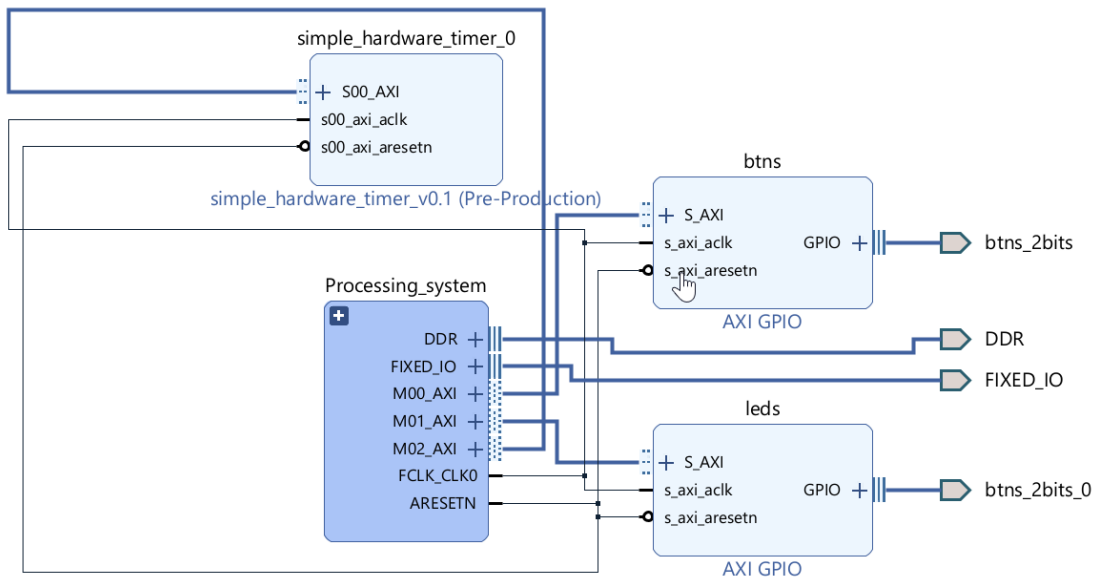 simple_hardware_timer_0
S00_AXI
s00_axi_aclk
s00_axi_aresetn
simple_hardware_timer_v0.1 (Pre-Production)
btns
S_AXI
s_axi_aclk
GPIO
s_axi_aresetn
AXI GPIO
btns_2bits
Processing_system
DDR
FIXED_IO
M00_AXI
M01_AXI
M02_AXI
FCLK_CLK0
ARESETN
DDR
FIXED_IO
leds
S_AXI
s_axi_aclk
GPIO
s_axi_aresetn
AXI GPIO
btns_2bits_0